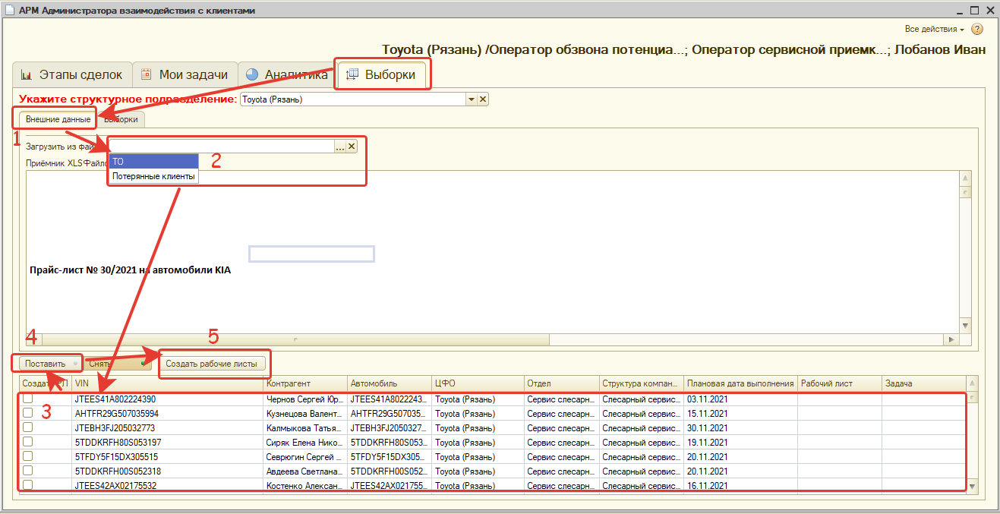 АРМ Администратора взаимодействия с клиентами
Все действия
?
Toyota (Рязань) /Оператор обзвона потенциа...; Оператор сервисной приемк...; Лобанов Иван
Этапы сделок Мои задачи Аналитика Выборки
Укажите структурное подразделение: Toyota (Рязань)
Внешние данные Выборки
1
Загрузить из фай
...
ТО
2
Приёмник XLSФайло
Потерянные клиенты
Прайс-лист № 30/2021 на автомобили KIA
4 5
Поставить Снять Создать рабочие листы
Создать РЛ VIN Контрагент Автомобиль ЦФО Отдел Структура компан... Плановая дата выполнения Рабочий лист Задача
JTEES41A802224390 Чернов Сергей Юр... JTEES41A8022243... Toyota (Рязань) Сервис слесарн... Слесарный сервис... 03.11.2021
3 AHTFR29G507035994 Кузнецова Валент... AHTFR29G507035... Toyota (Рязань) Сервис слесарн... Слесарный сервис... 15.11.2021
JTEBH3FJ205032773 Калмыкова Татья... JTEBH3FJ2050327... Toyota (Рязань) Сервис слесарн... Слесарный сервис... 30.11.2021
5TDDKRFH80S053197 Сиряк Елена Нико... 5TDDKRFH80S053... Toyota (Рязань) Сервис слесарн... Слесарный сервис... 19.11.2021
5TFDY5F15DX305515 Севрюгин Сергей ... 5TFDY5F15DX305... Toyota (Рязань) Сервис слесарн... Слесарный сервис... 20.11.2021
5TDDKRFH00S052318 Авдеева Светлана... 5TDDKRFH00S052... Toyota (Рязань) Сервис слесарн... Слесарный сервис... 20.11.2021
JTEES42AX02175532 Костенко Алексан... JTEES42AX021755... Toyota (Рязань) Сервис слесарн... Слесарный сервис... 16.11.2021